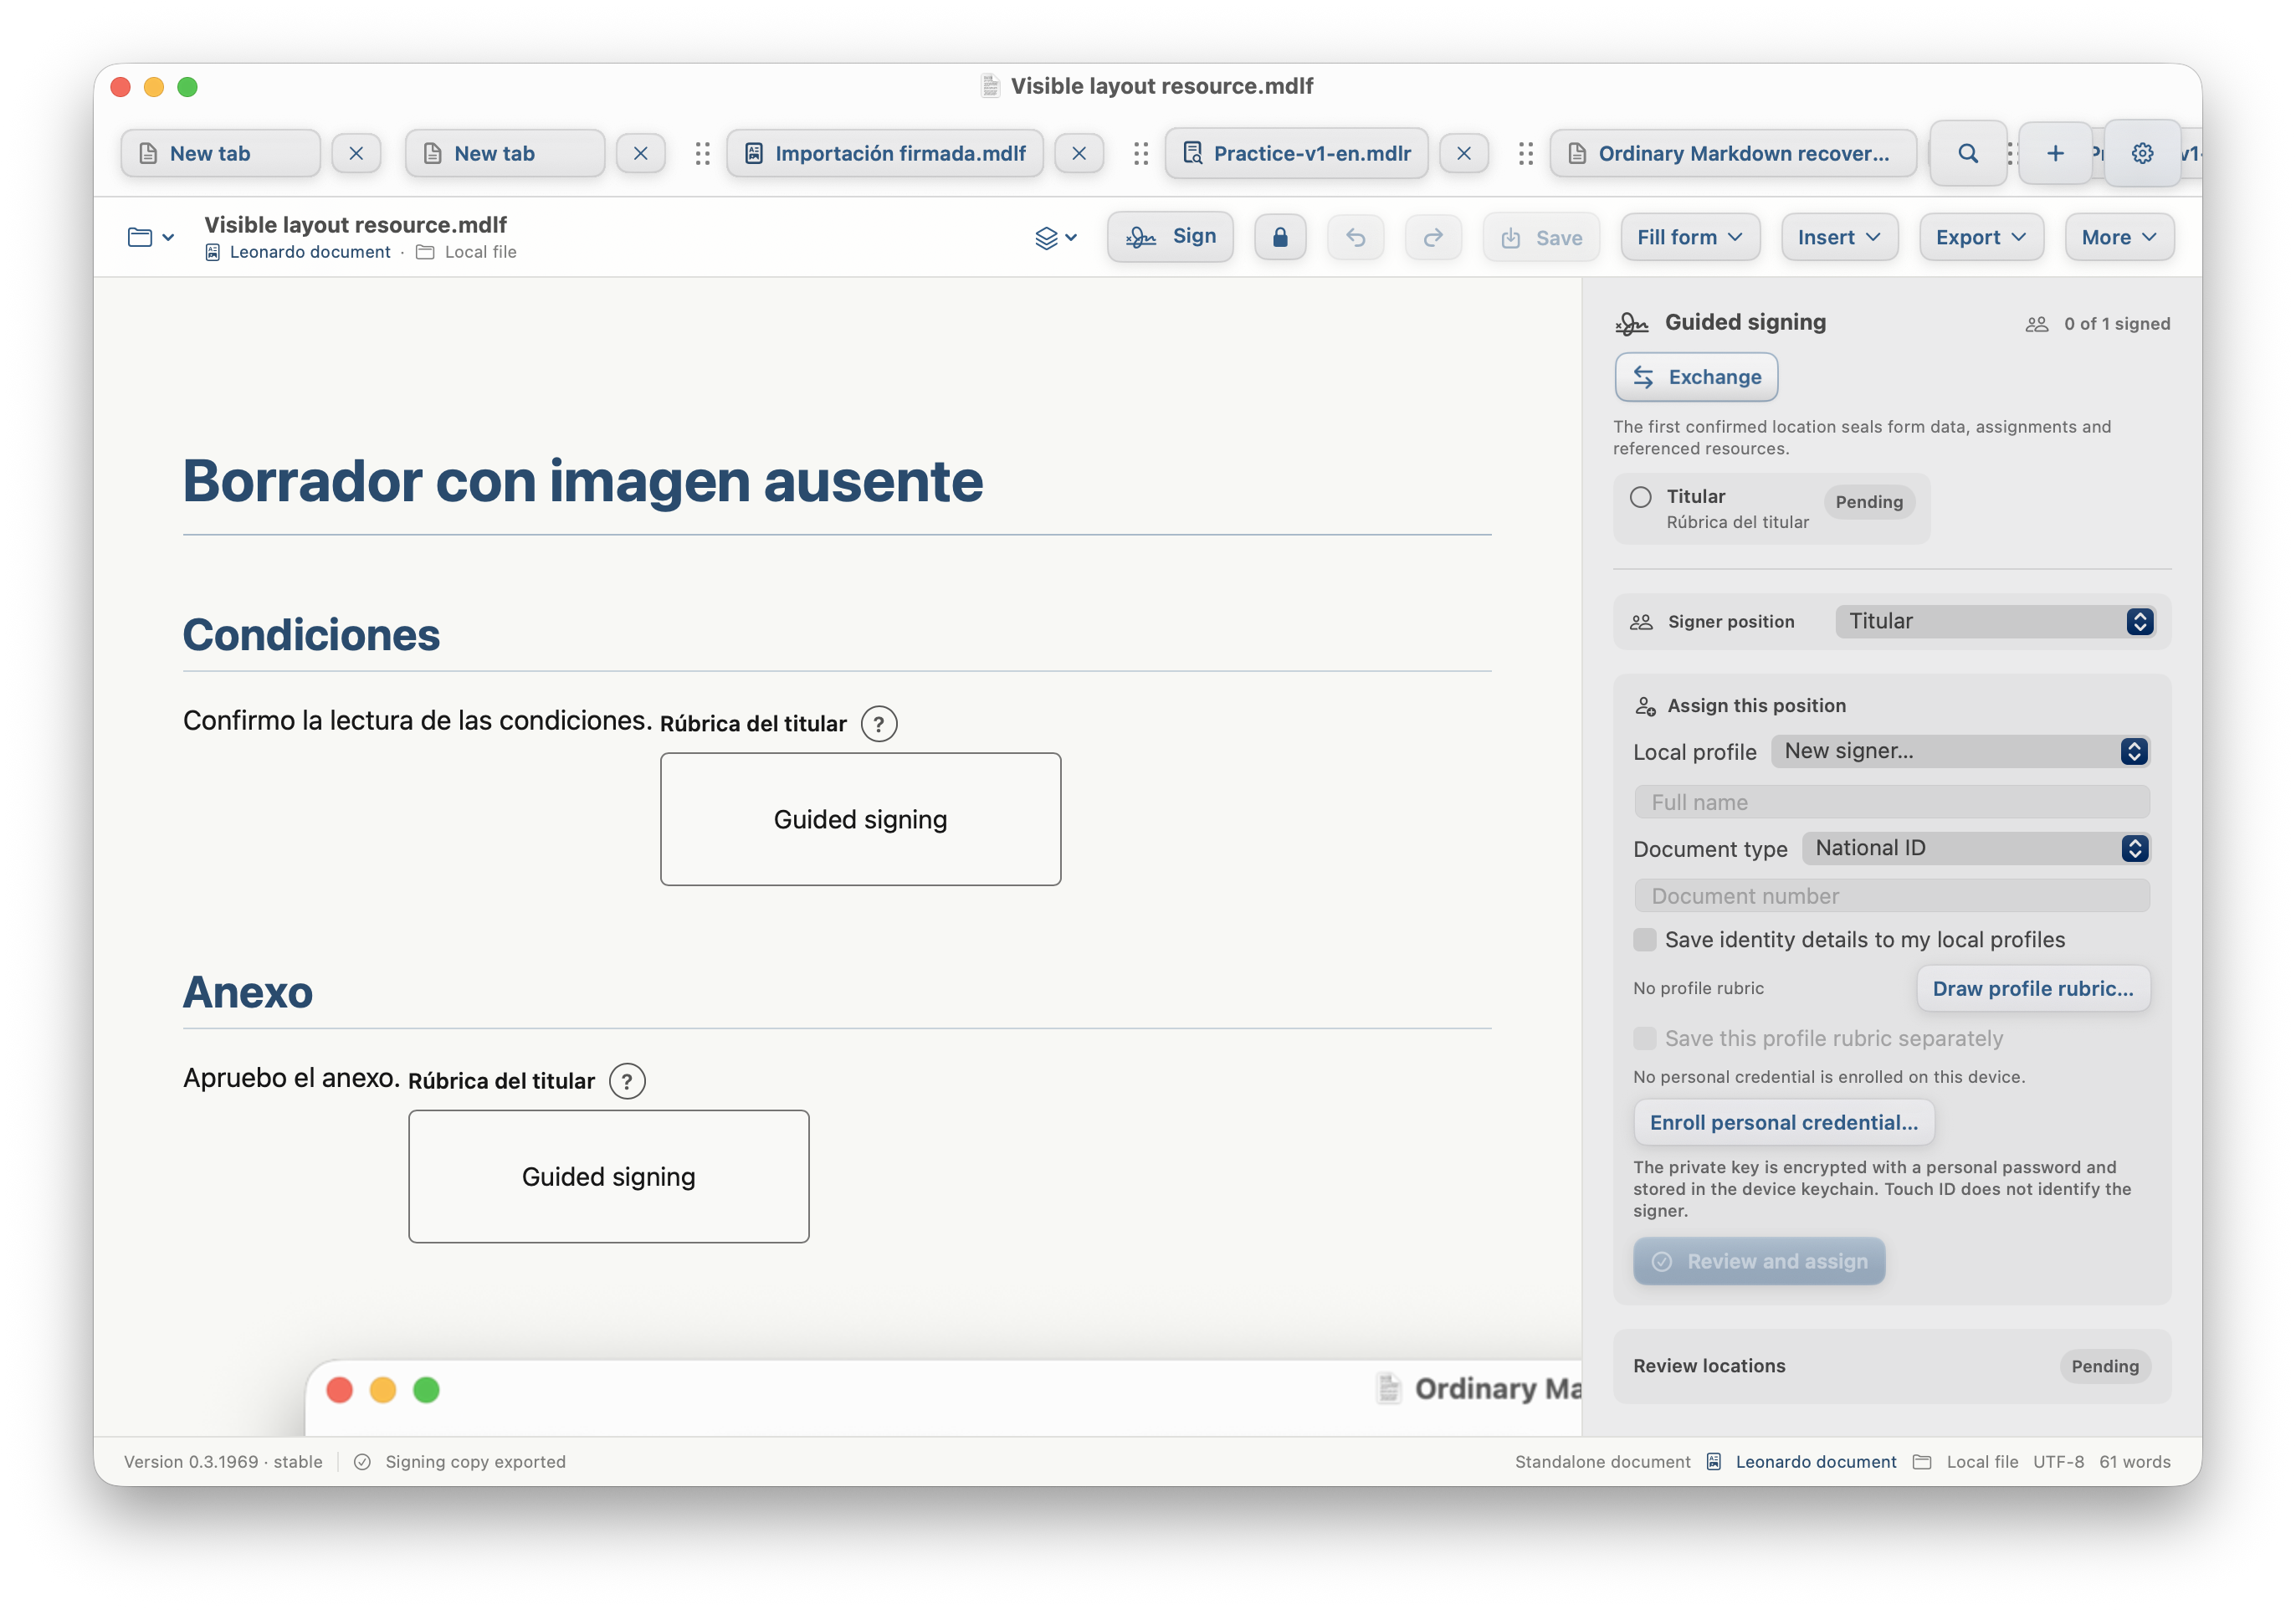 Visible layout resource.mdlf
New tab
New tab
Importación firmada.mdlf
Practice-v1-en.mdlr
Ordinary Markdown recover...
Visible layout resource.mdlf
Leonardo document · Local file
Sign
Save
Fill form
Insert
Export
More
Borrador con imagen ausente
Condiciones
Confirmo la lectura de las condiciones. Rúbrica del titular ?
Guided signing
Anexo
Apruebo el anexo. Rúbrica del titular ?
Guided signing
Ordinary Ma
Guided signing
0 of 1 signed
Exchange
The first confirmed location seals form data, assignments and
referenced resources.
Titular
Rúbrica del titular
Pending
Signer position
Titular
Assign this position
Local profile
New signer...
Full name
Document type
National ID
Document number
Save identity details to my local profiles
No profile rubric
Draw profile rubric...
Save this profile rubric separately
No personal credential is enrolled on this device.
Enroll personal credential...
The private key is encrypted with a personal password and
stored in the device keychain. Touch ID does not identify the
signer.
Review and assign
Review locations
Pending
Version 0.3.1969 · stable
Signing copy exported
Standalone document
Leonardo document
Local file
UTF-8
61 words